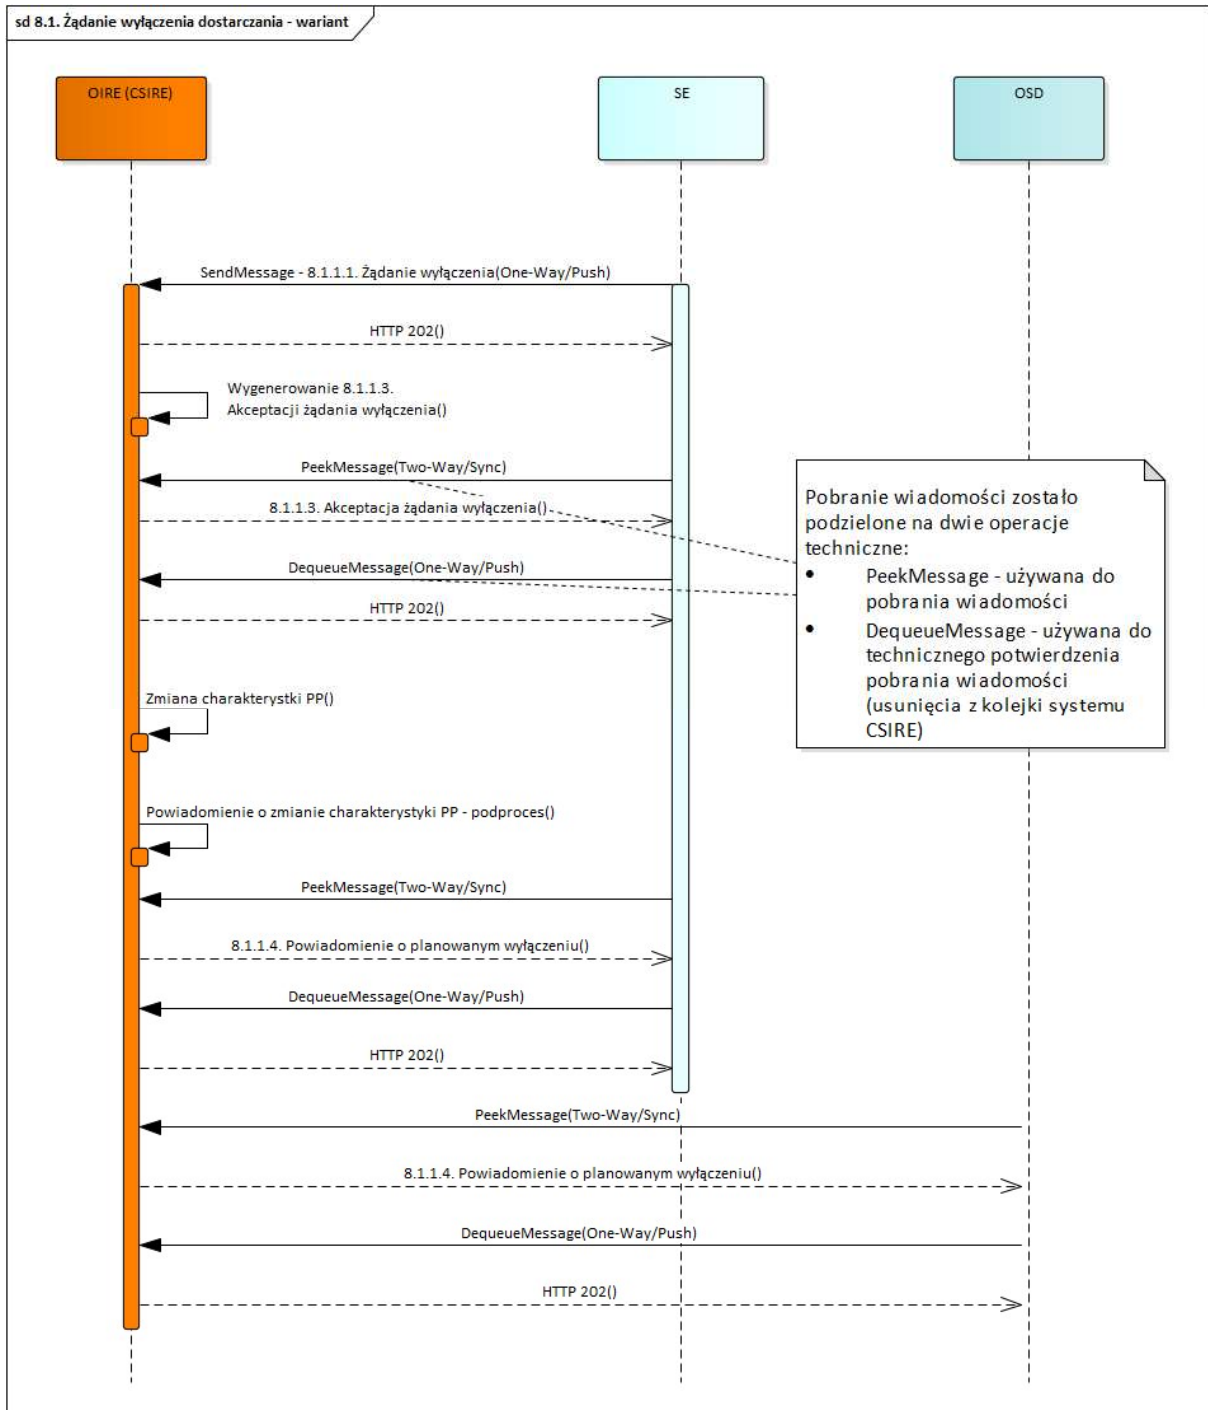 sd 8.1. Żądanie wyłączenia dostarczania - wariant
OIRE (CSIRE)
SE
OSD
SendMessage - 8.1.1.1. Żądanie wyłączenia(One-Way/Push)
HTTP 202()
Wygenerowanie 8.1.1.3.
Akceptacji żądania wyłączenia()
PeekMessage(Two-Way/Sync)
8.1.1.3. Akceptacja żądania wyłączenia()
DequeueMessage(One-Way/Push)
HTTP 202()
Pobranie wiadomości zostało
podzielone na dwie operacje
techniczne:
• PeekMessage - używana do
pobrania wiadomości
• DequeueMessage - używana do
technicznego potwierdzenia
pobrania wiadomości
(usunięcia z kolejki systemu
CSIRE)
Zmiana charakterystki PP()
Powiadomienie o zmianie charakterystyki PP - podproces()
PeekMessage(Two-Way/Sync)
8.1.1.4. Powiadomienie o planowanym wyłączeniu()
DequeueMessage(One-Way/Push)
HTTP 202()
PeekMessage(Two-Way/Sync)
8.1.1.4. Powiadomienie o planowanym wyłączeniu()
DequeueMessage(One-Way/Push)
HTTP 202()